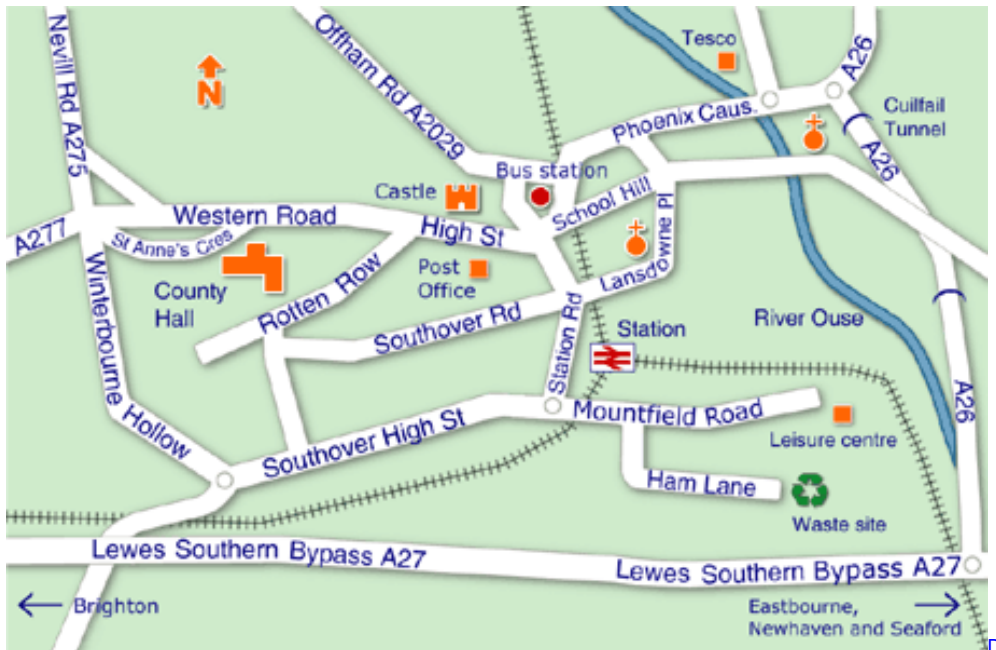 Nevill Rd A275
Offham Rd A2029
Tesco
A26
N
Phoenix Caus.
Cuilfail
Tunnel
A26
Bus station
Castle
School Hill
Western Road
High St
A277
St Anne's Cres
Lansdowne Pl
Post
Office
County
Hall
Rotten Row
Winterbourne
Hollow
Southover Rd
Station Rd
Station
River Ouse
A26
Mountfield Road
Southover High St
Leisure centre
Ham Lane
Waste site
Lewes Southern Bypass A27
Lewes Southern Bypass A27
Brighton
Eastbourne,
Newhaven and Seaford